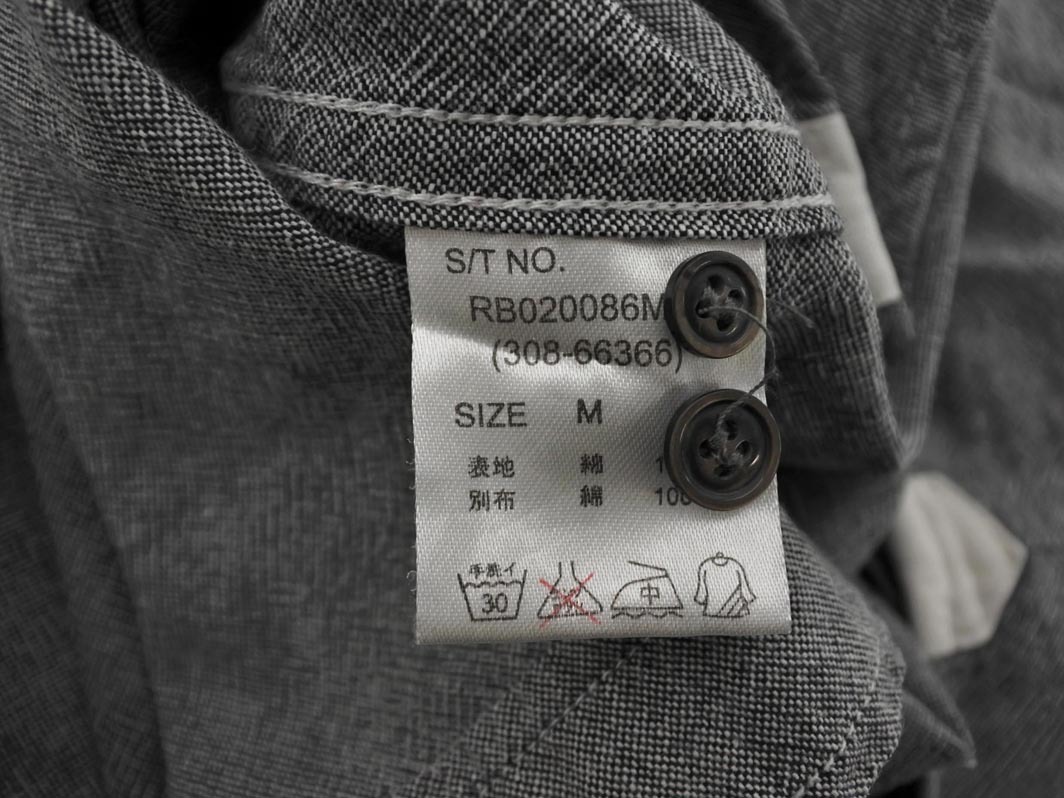 S/T NO.
RB020086M
(308-66366)
SIZE M
表地 綿
別布 綿
手洗イ
30
中